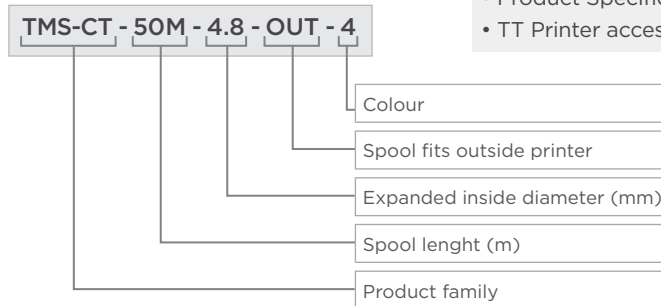 • Product Specific
• TT Printer acces
TMS-CT - 50M - 4.8 - OUT - 4
Colour
Spool fits outside printer
Expanded inside diameter (mm)
Spool lenght (m)
Product family